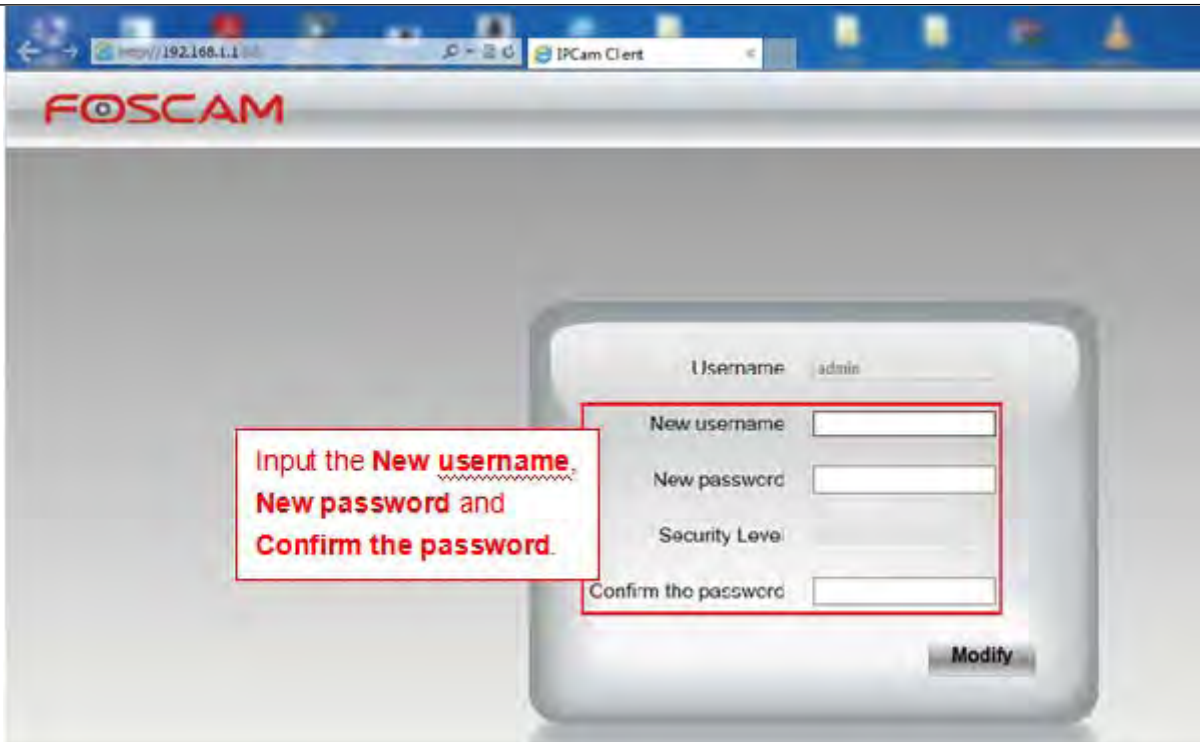 http://192.168.1.1
IPCam Client
FOSCAM
Username admin
New username
New password
Security Level
Confirm the password
Input the New username,
New password and
Confirm the password.
Modify